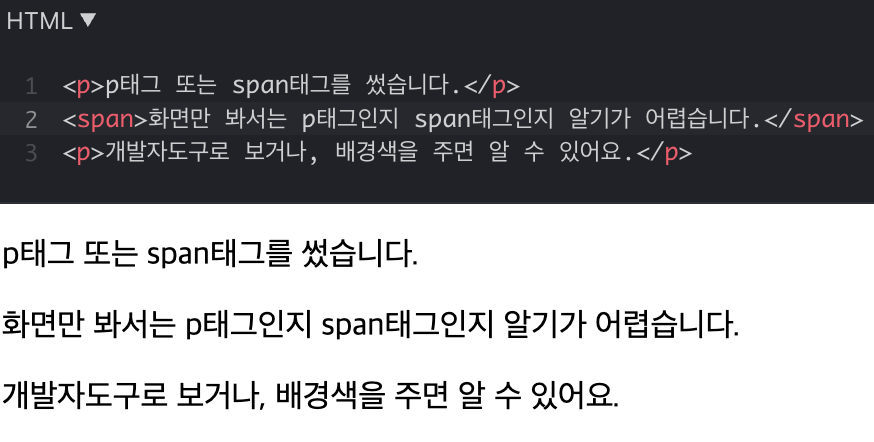 HTML ▼
1 <p>p태그 또는 span태그를 썼습니다.</p>
2 <span>화면만 봐서는 p태그인지 span태그인지 알기가 어렵습니다.</span>
3 <p>개발자도구로 보거나, 배경색을 주면 알 수 있어요.</p>
p태그 또는 span태그를 썼습니다.
화면만 봐서는 p태그인지 span태그인지 알기가 어렵습니다.
개발자도구로 보거나, 배경색을 주면 알 수 있어요.